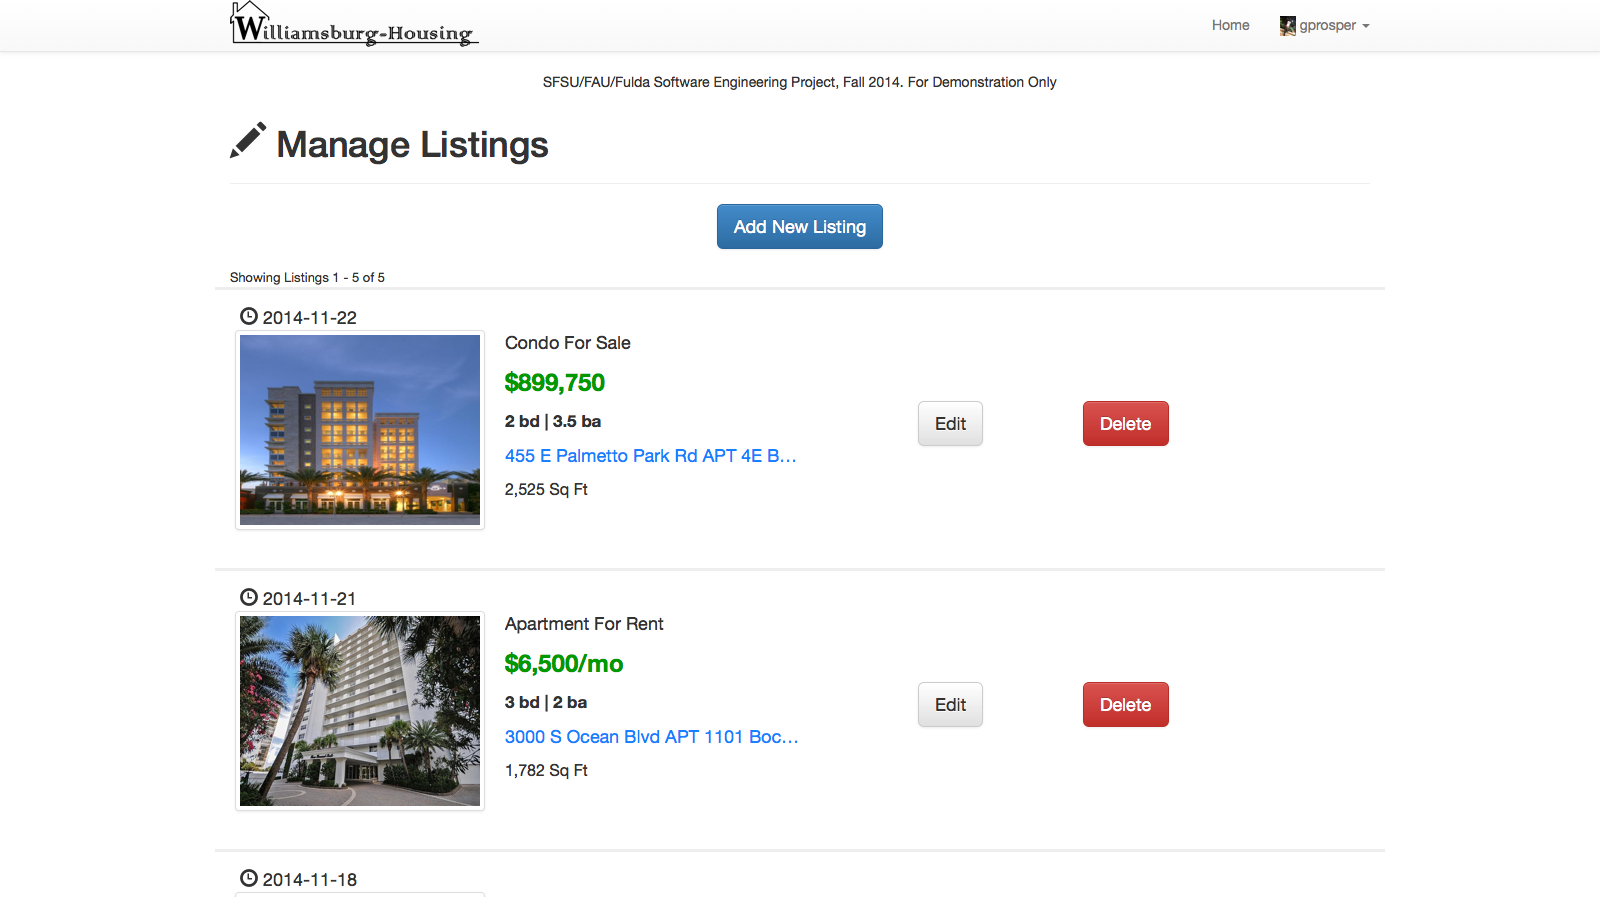 Williamsburg-Housing
Home
gprosper
SFSU/FAU/Fulda Software Engineering Project, Fall 2014. For Demonstration Only
Manage Listings
Add New Listing
Showing Listings 1 - 5 of 5
2014-11-22
Condo For Sale
$899,750
2 bd | 3.5 ba
455 E Palmetto Park Rd APT 4E B...
2,525 Sq Ft
Edit
Delete
2014-11-21
Apartment For Rent
$6,500/mo
3 bd | 2 ba
3000 S Ocean Blvd APT 1101 Boc...
1,782 Sq Ft
Edit
Delete
2014-11-18